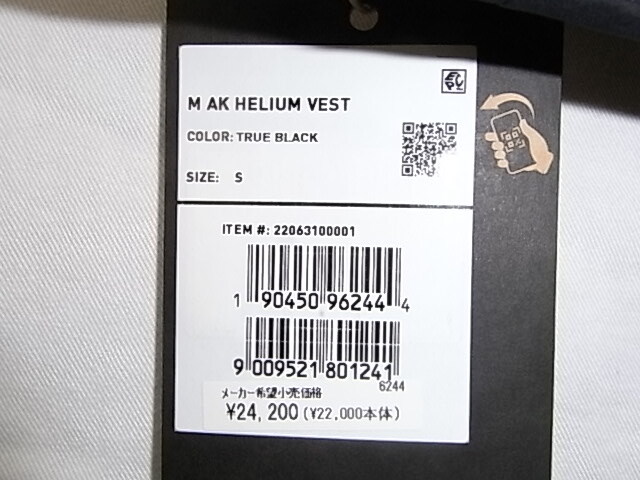 M AK HELIUM VEST
COLOR: TRUE BLACK
SIZE: S
ITEM #: 22063100001
1 90450 96244 4
9 009521 801241
6244
メーカー希望小売価格
¥24,200 (¥22,000本体)